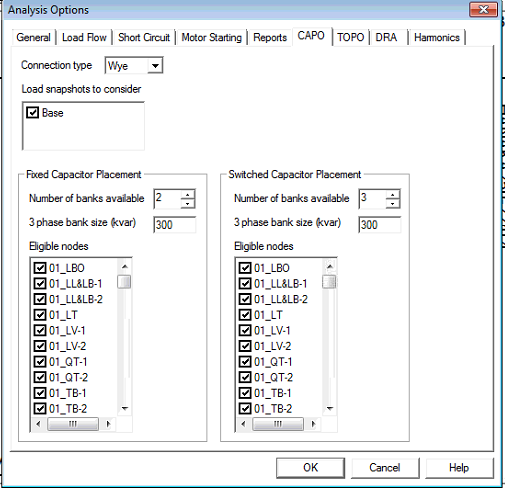 Analysis Options
General Load Flow Short Circuit Motor Starting Reports CAPO TOPO DRA Harmonics
Connection type Wye
Load snapshots to consider
Base
Fixed Capacitor Placement
Number of banks available 2
3 phase bank size (kvar) 300
Eligible nodes
01_LBO
01_LL&LB-1
01_LL&LB-2
01_LT
01_LV-1
01_LV-2
01_QT-1
01_QT-2
01_TB-1
01_TB-2
Switched Capacitor Placement
Number of banks available 3
3 phase bank size (kvar) 300
Eligible nodes
01_LBO
01_LL&LB-1
01_LL&LB-2
01_LT
01_LV-1
01_LV-2
01_QT-1
01_QT-2
01_TB-1
01_TB-2
OK Cancel Help